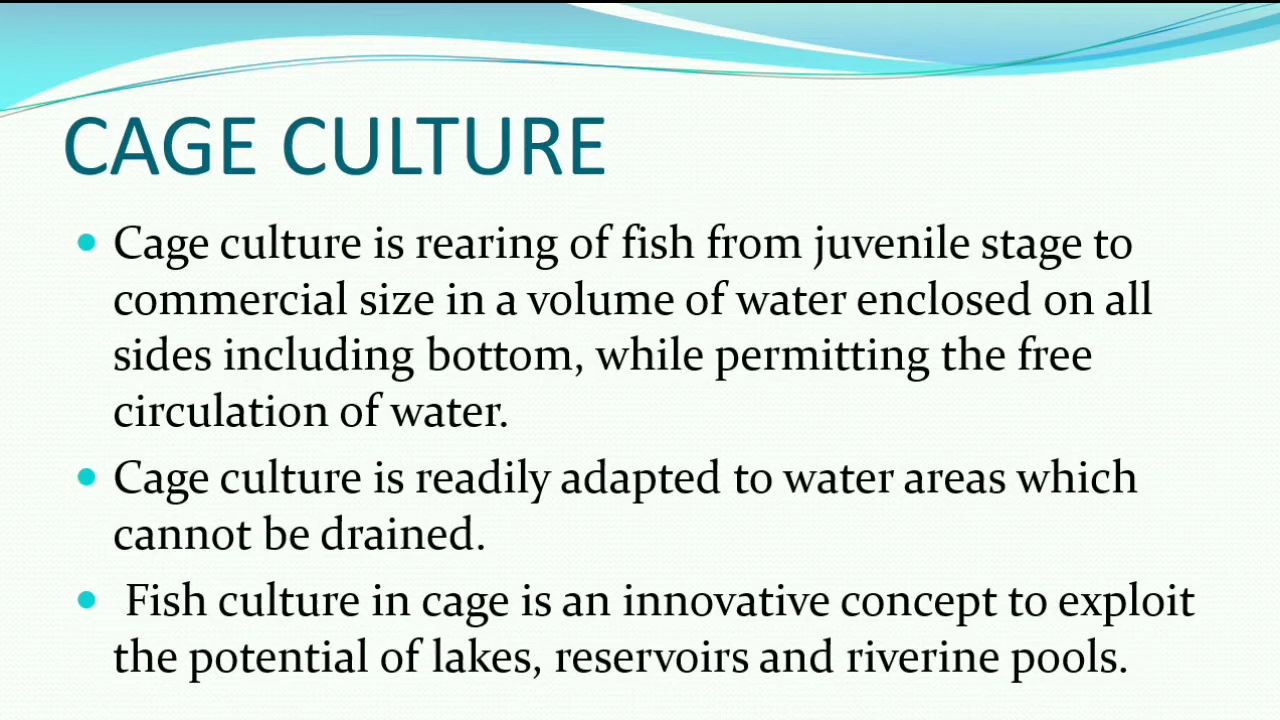 CAGE CULTURE
• Cage culture is rearing of fish from juvenile stage to
commercial size in a volume of water enclosed on all
sides including bottom, while permitting the free
circulation of water.
• Cage culture is readily adapted to water areas which
cannot be drained.
• Fish culture in cage is an innovative concept to exploit
the potential of lakes, reservoirs and riverine pools.